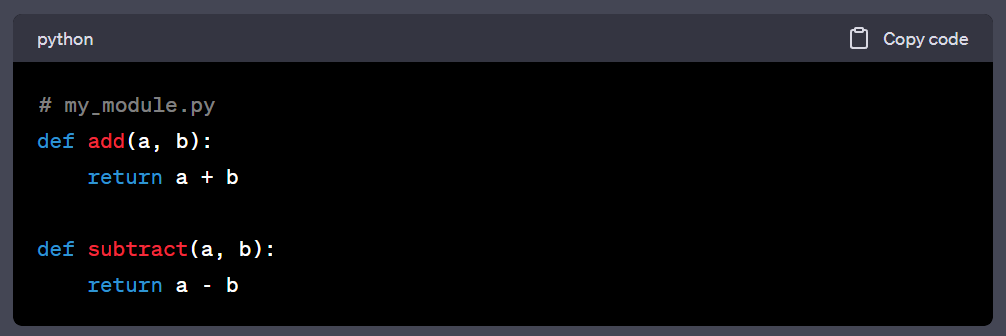 python
Copy code
# my_module.py
def add(a, b):
    return a + b

def subtract(a, b):
    return a - b